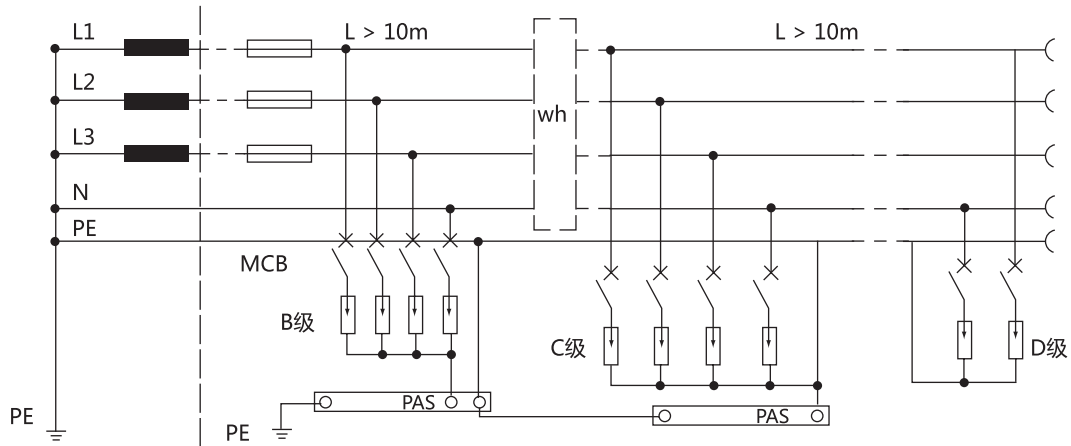 L1
L > 10m
L > 10m
L2
wh
L3
N
PE
MCB
B级
C级
D级
PAS
PAS
PE
PE